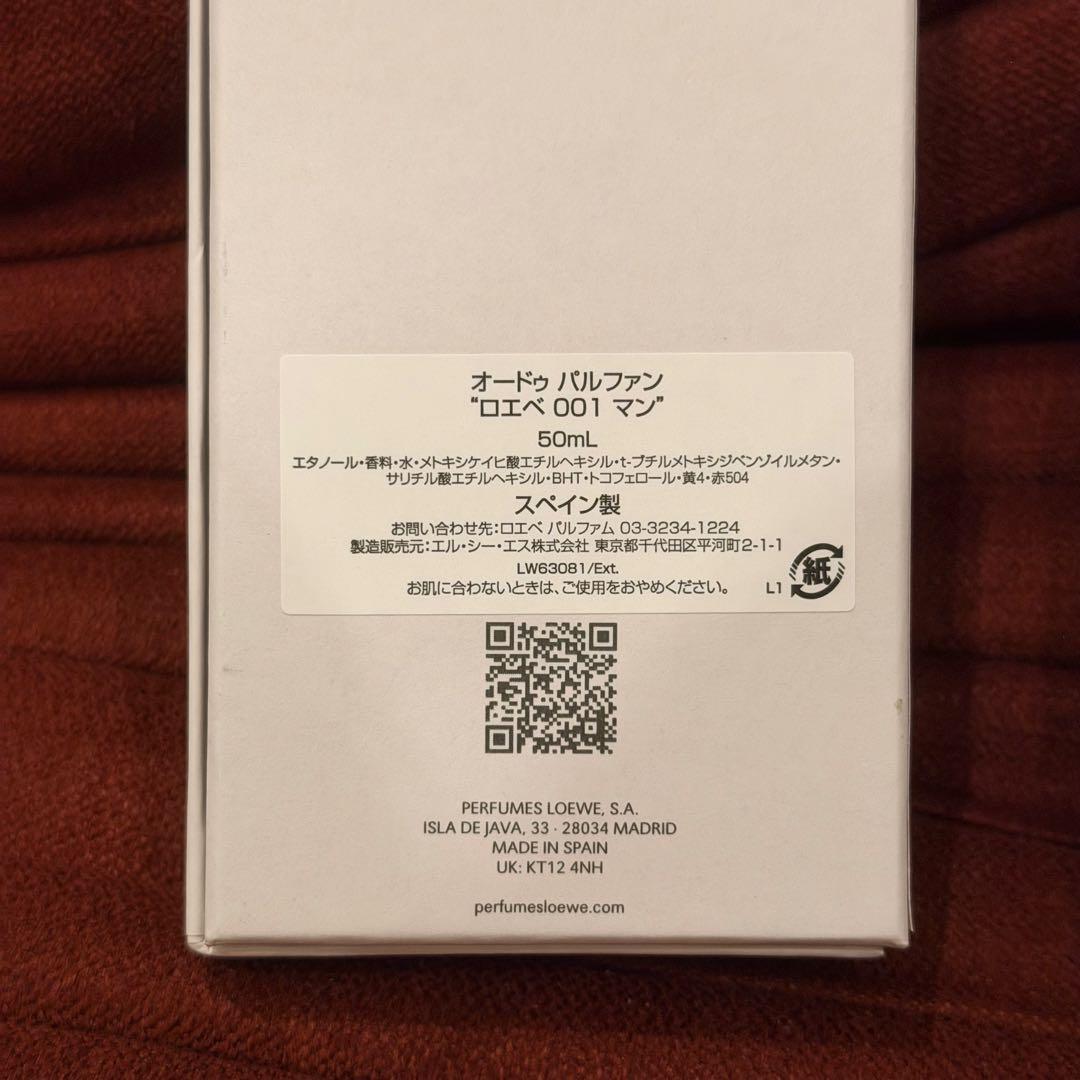 オードゥ パルファン
“ロエベ 001 マン”
50mL
エタノール・香料・水・メトキシケイヒ酸エチルヘキシル・t-ブチルメトキシジベンゾイルメタン・
サリチル酸エチルヘキシル・BHT・トコフェロール・黄4・赤504
スペイン製
お問い合わせ先：ロエベ パルファム 03-3234-1224
製造販売元：エル・シー・エス株式会社 東京都千代田区平河町2-1-1
LW63081/Ext.
お肌に合わないときは、ご使用をおやめください。
L1 紙
PERFUMES LOEWE, S.A.
ISLA DE JAVA, 33 · 28034 MADRID
MADE IN SPAIN
UK: KT12 4NH
perfumesloewe.com